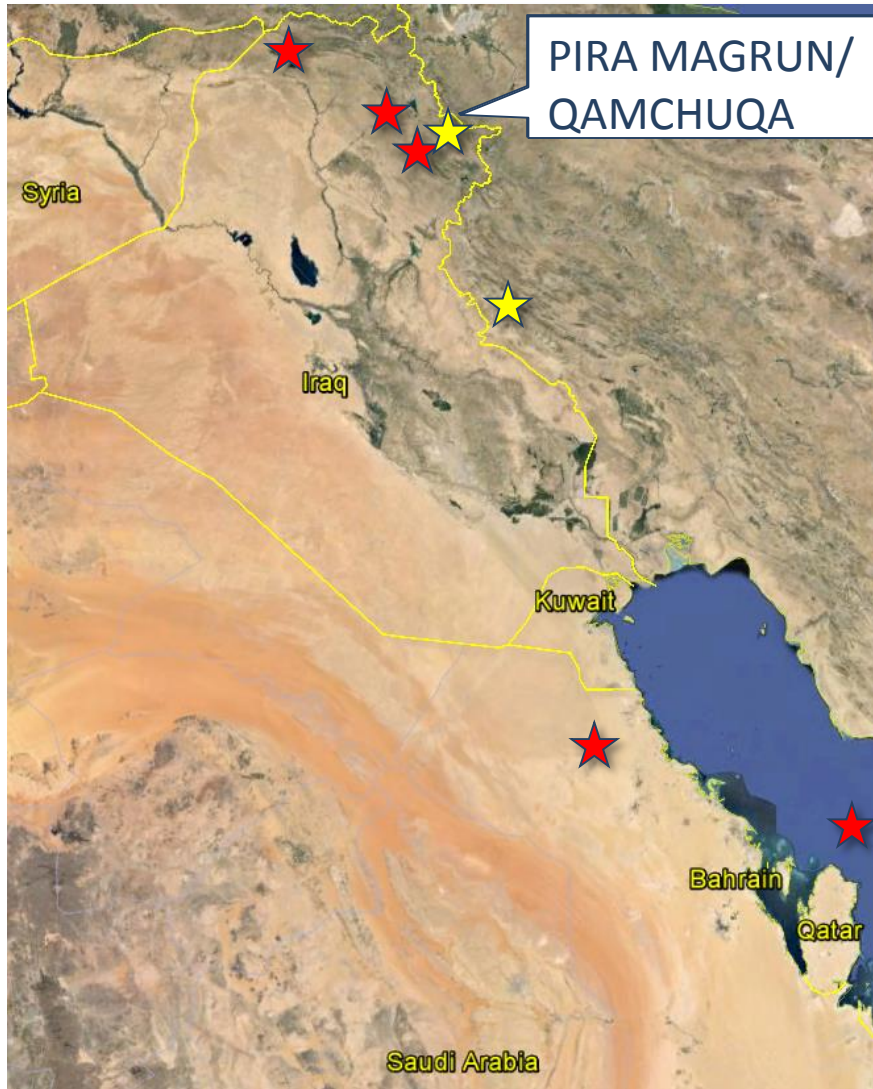 PIRA MAGRUN/
QAMCHUQA
Syria
Iraq
Kuwait
Bahrain
Qatar
Saudi Arabia